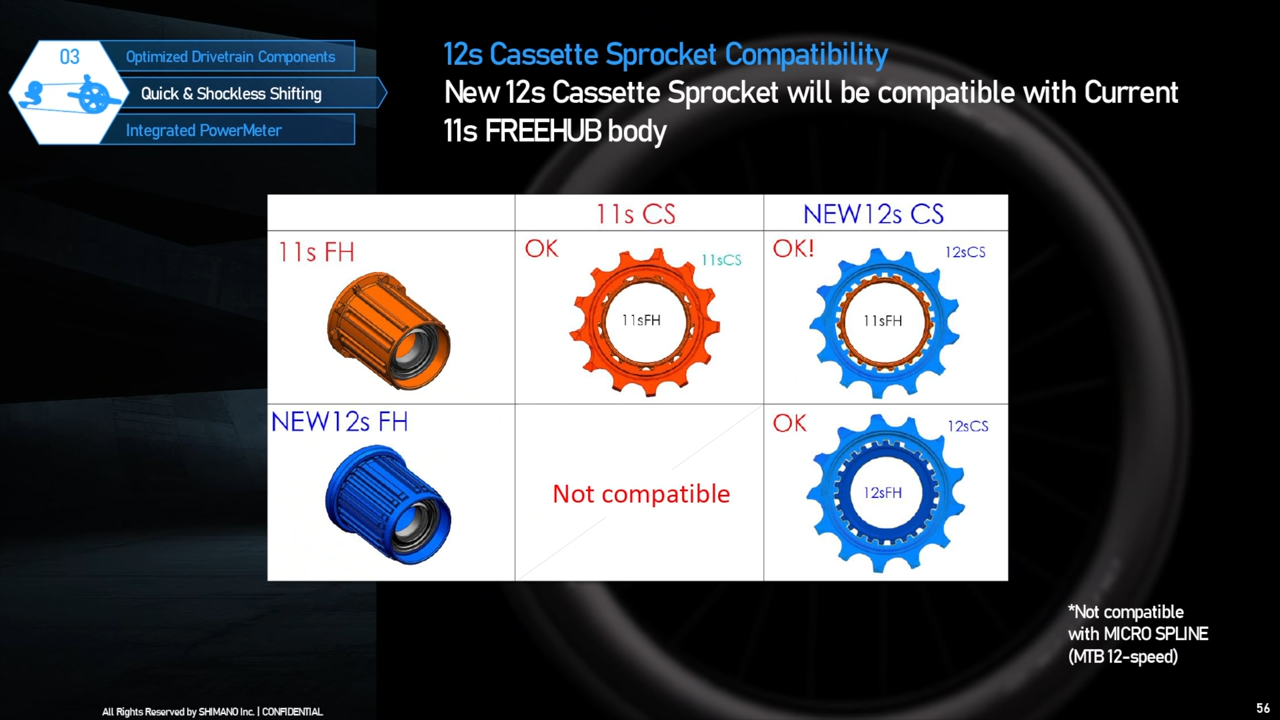 03
Optimized Drivetrain Components
Quick & Shockless Shifting
Integrated PowerMeter
12s Cassette Sprocket Compatibility
New 12s Cassette Sprocket will be compatible with Current
11s FREEHUB body
11s CS
NEW12s CS
11s FH
OK
11sCS
11sFH
OK!
12sCS
11sFH
NEW12s FH
Not compatible
OK
12sCS
12sFH
*Not compatible
with MICRO SPLINE
(MTB 12-speed)
All Rights Reserved by SHIMANO Inc. | CONFIDENTIAL
56